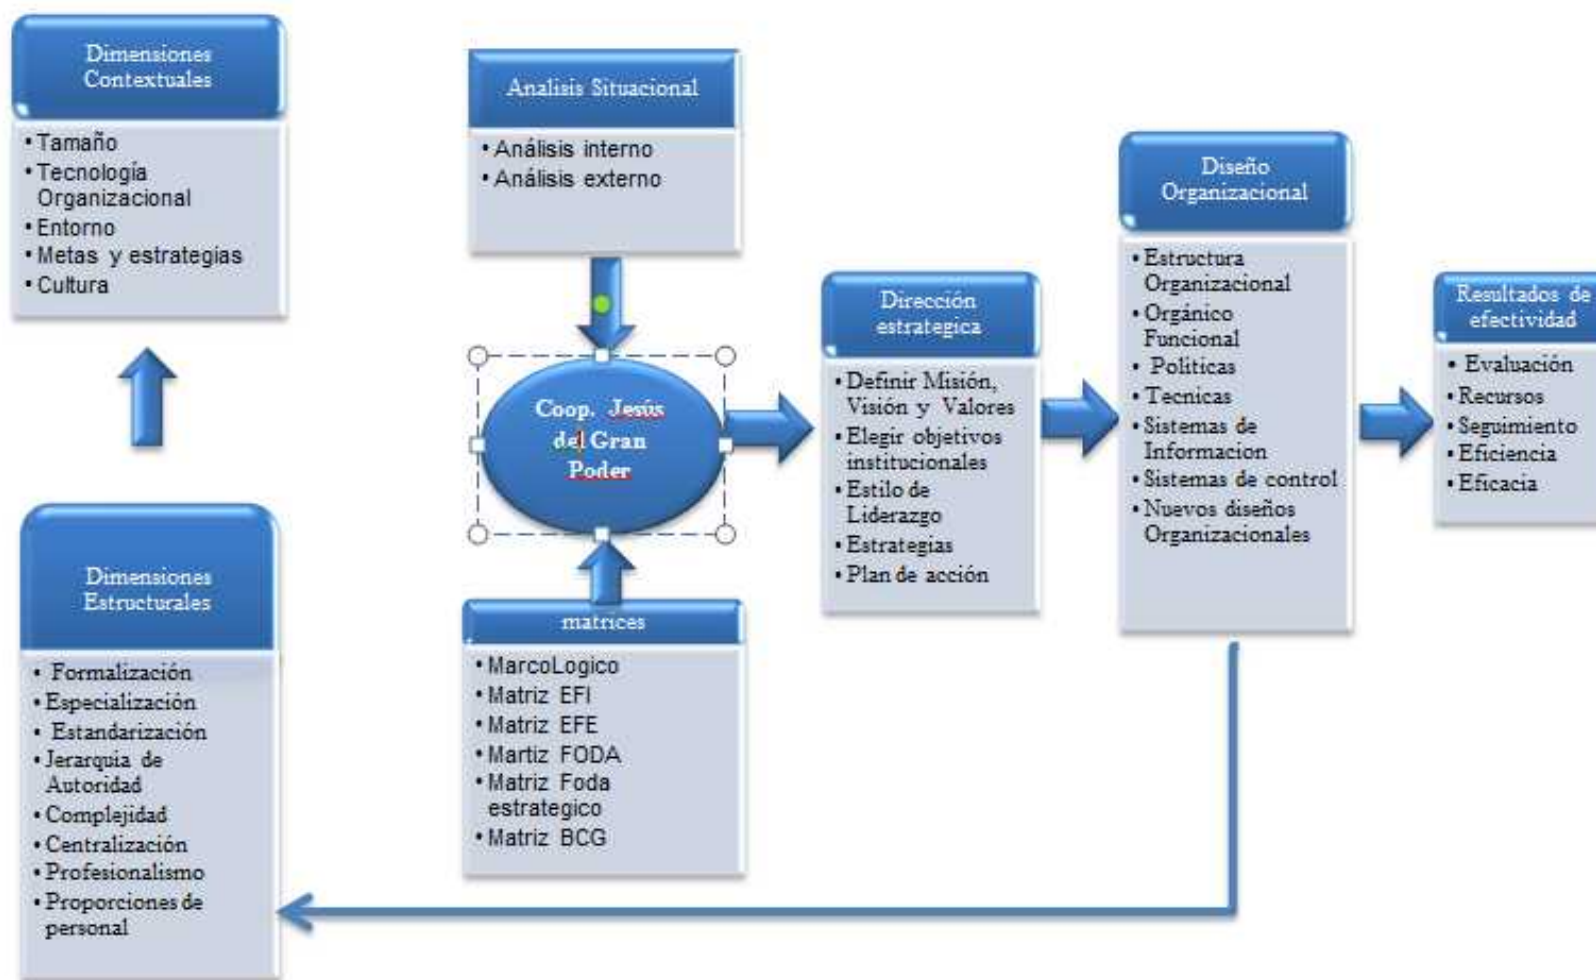 Dimensiones
Contextuales
• Tamaño
• Tecnología
Organizacional
• Entorno
• Metas y estrategias
• Cultura
Analisis Situacional
• Análisis interno
• Análisis externo
Coop. Jesús
del Gran
Poder
Dirección
estrategica
• Definir Misión,
Visión y Valores
• Elegir objetivos
institucionales
• Estilo de
Liderazgo
• Estrategias
• Plan de acción
Diseño
Organizacional
• Estructura
Organizacional
• Orgánico
Funcional
• Políticas
• Tecnicas
• Sistemas de
Informacion
• Sistemas de control
• Nuevos diseños
Organizacionales
Resultados de
efectividad
• Evaluación
• Recursos
• Seguimiento
• Eficiencia
• Eficacia
Dimensiones
Estructurales
• Formalización
• Especialización
• Estandarización
• Jerarquía de
Autoridad
• Complejidad
• Centralización
• Profesionalismo
• Proporciones de
personal
matrices
• MarcoLogico
• Matriz EFI
• Matriz EFE
• Martiz FODA
• Matriz Foda
estrategico
• Matriz BCG